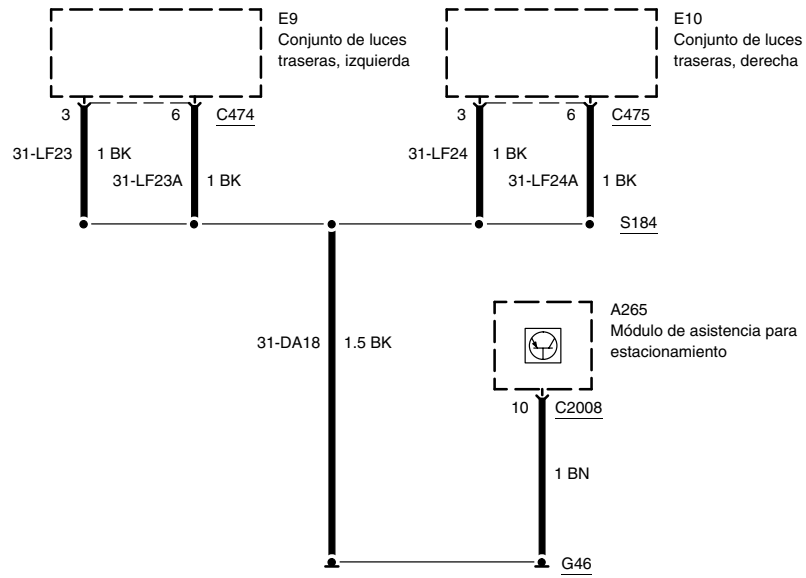 E9
Conjunto de luces
traseras, izquierda
E10
Conjunto de luces
traseras, derecha
3
6
C474
3
6
C475
31-LF23
1 BK
31-LF24
1 BK
31-LF23A
1 BK
31-LF24A
1 BK
S184
A265
Módulo de asistencia para
estacionamiento
31-DA18
1.5 BK
10
C2008
1 BN
G46